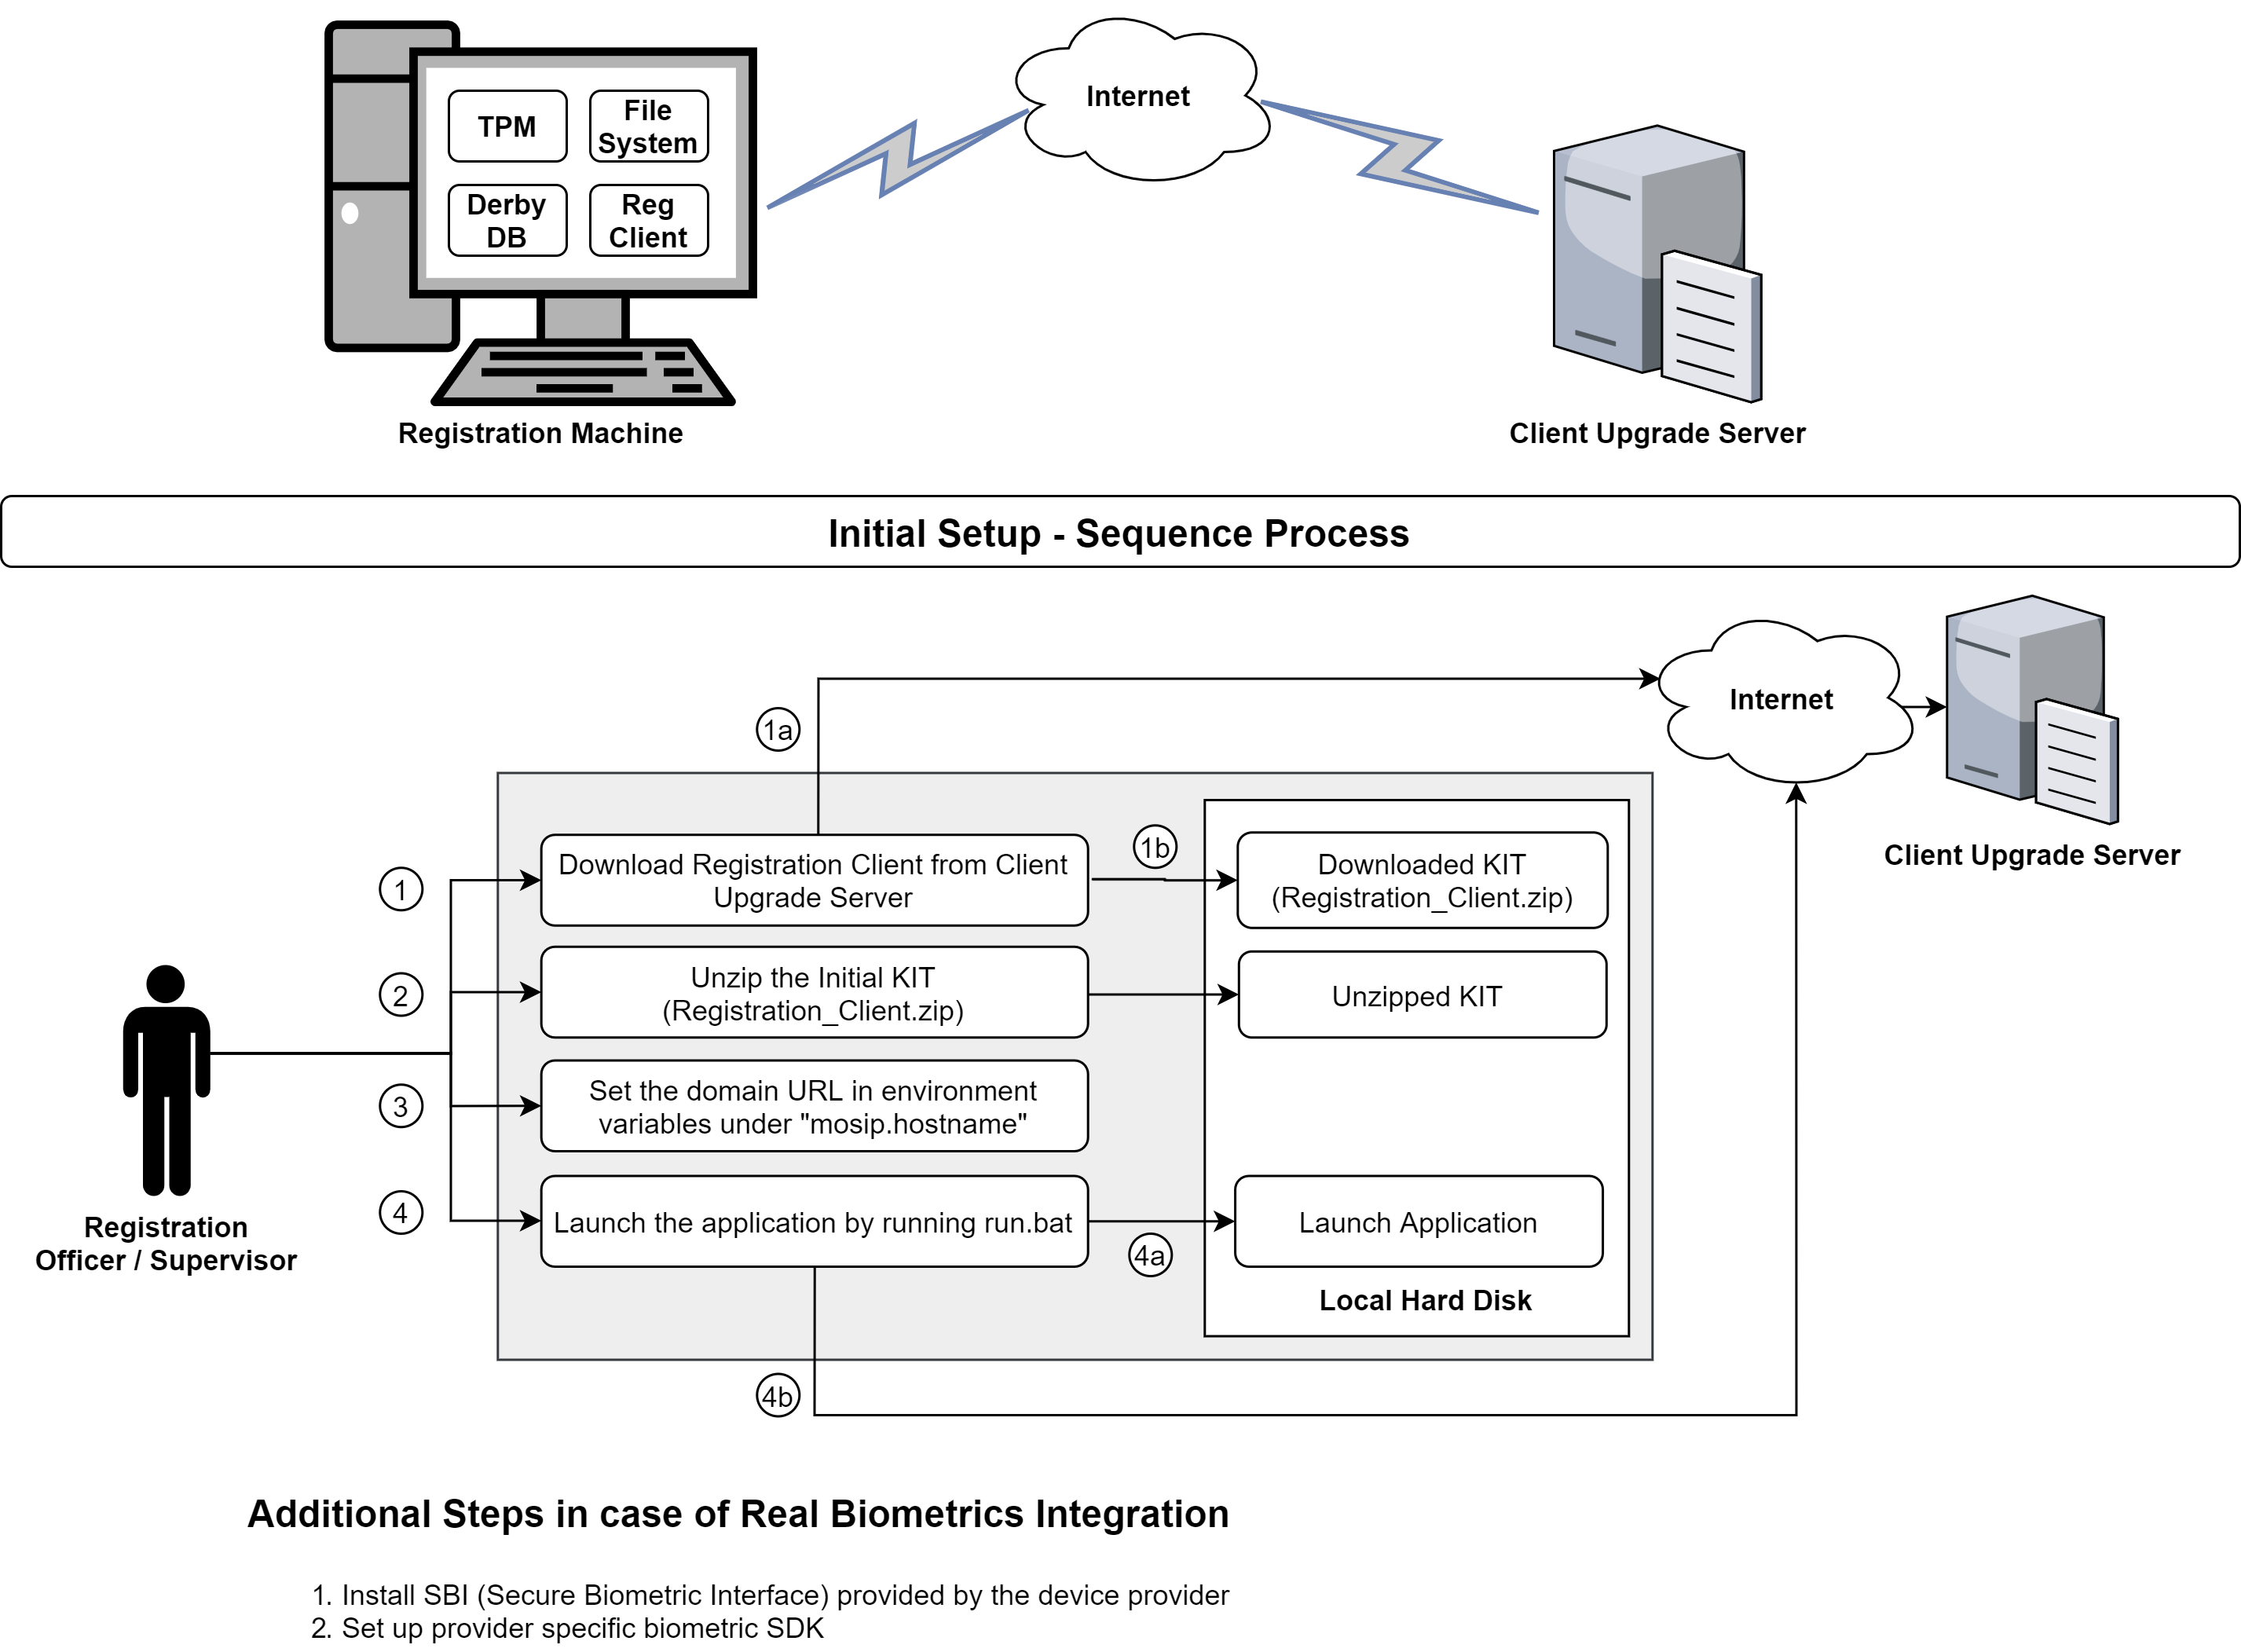 TPM
File
System
Derby
DB
Reg
Client
Internet
Registration Machine
Client Upgrade Server
Initial Setup - Sequence Process
Internet
Client Upgrade Server
1a
1
Download Registration Client from Client
Upgrade Server
1b
Downloaded KIT
(Registration_Client.zip)
2
Unzip the Initial KIT
(Registration_Client.zip)
Unzipped KIT
3
Set the domain URL in environment
variables under "mosip.hostname"
4
Launch the application by running run.bat
4a
Launch Application
Local Hard Disk
Registration
Officer / Supervisor
4b
Additional Steps in case of Real Biometrics Integration
1. Install SBI (Secure Biometric Interface) provided by the device provider
2. Set up provider specific biometric SDK